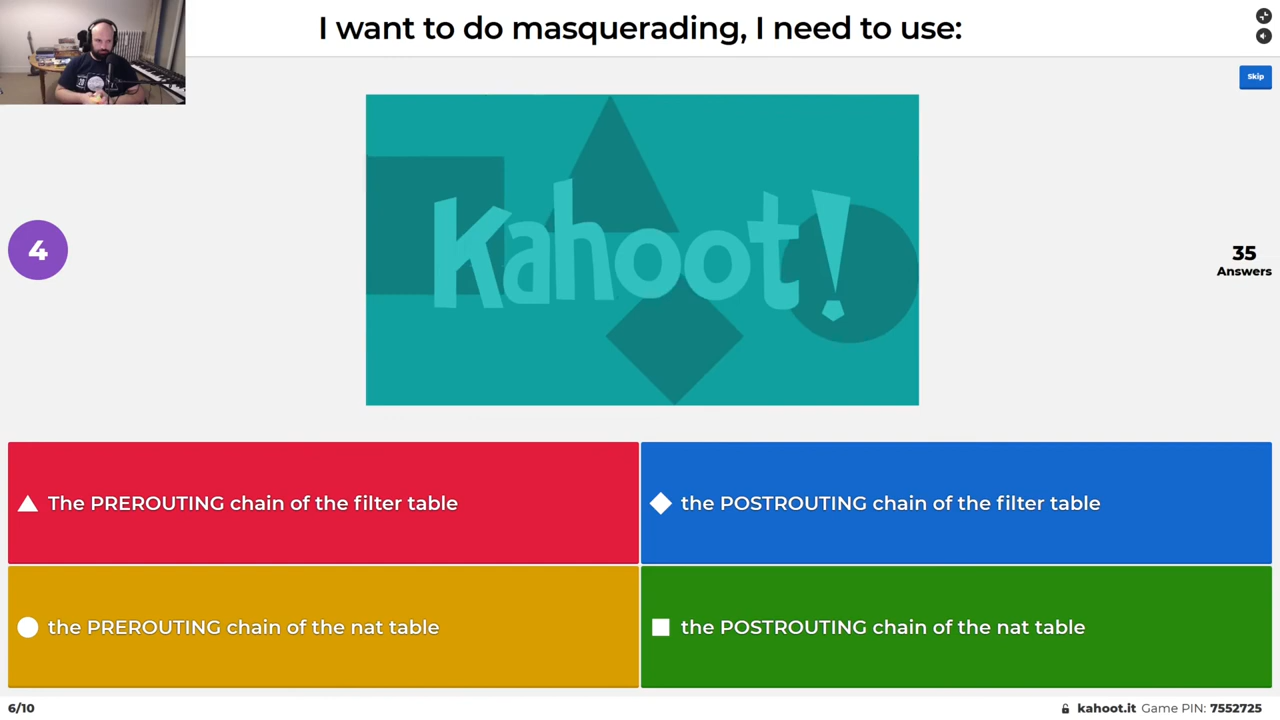 I want to do masquerading, I need to use:
Skip
4
Kahoot!
35
Answers
The PREROUTING chain of the filter table
the POSTROUTING chain of the filter table
the PREROUTING chain of the nat table
the POSTROUTING chain of the nat table
6/10
kahoot.it Game PIN: 7552725